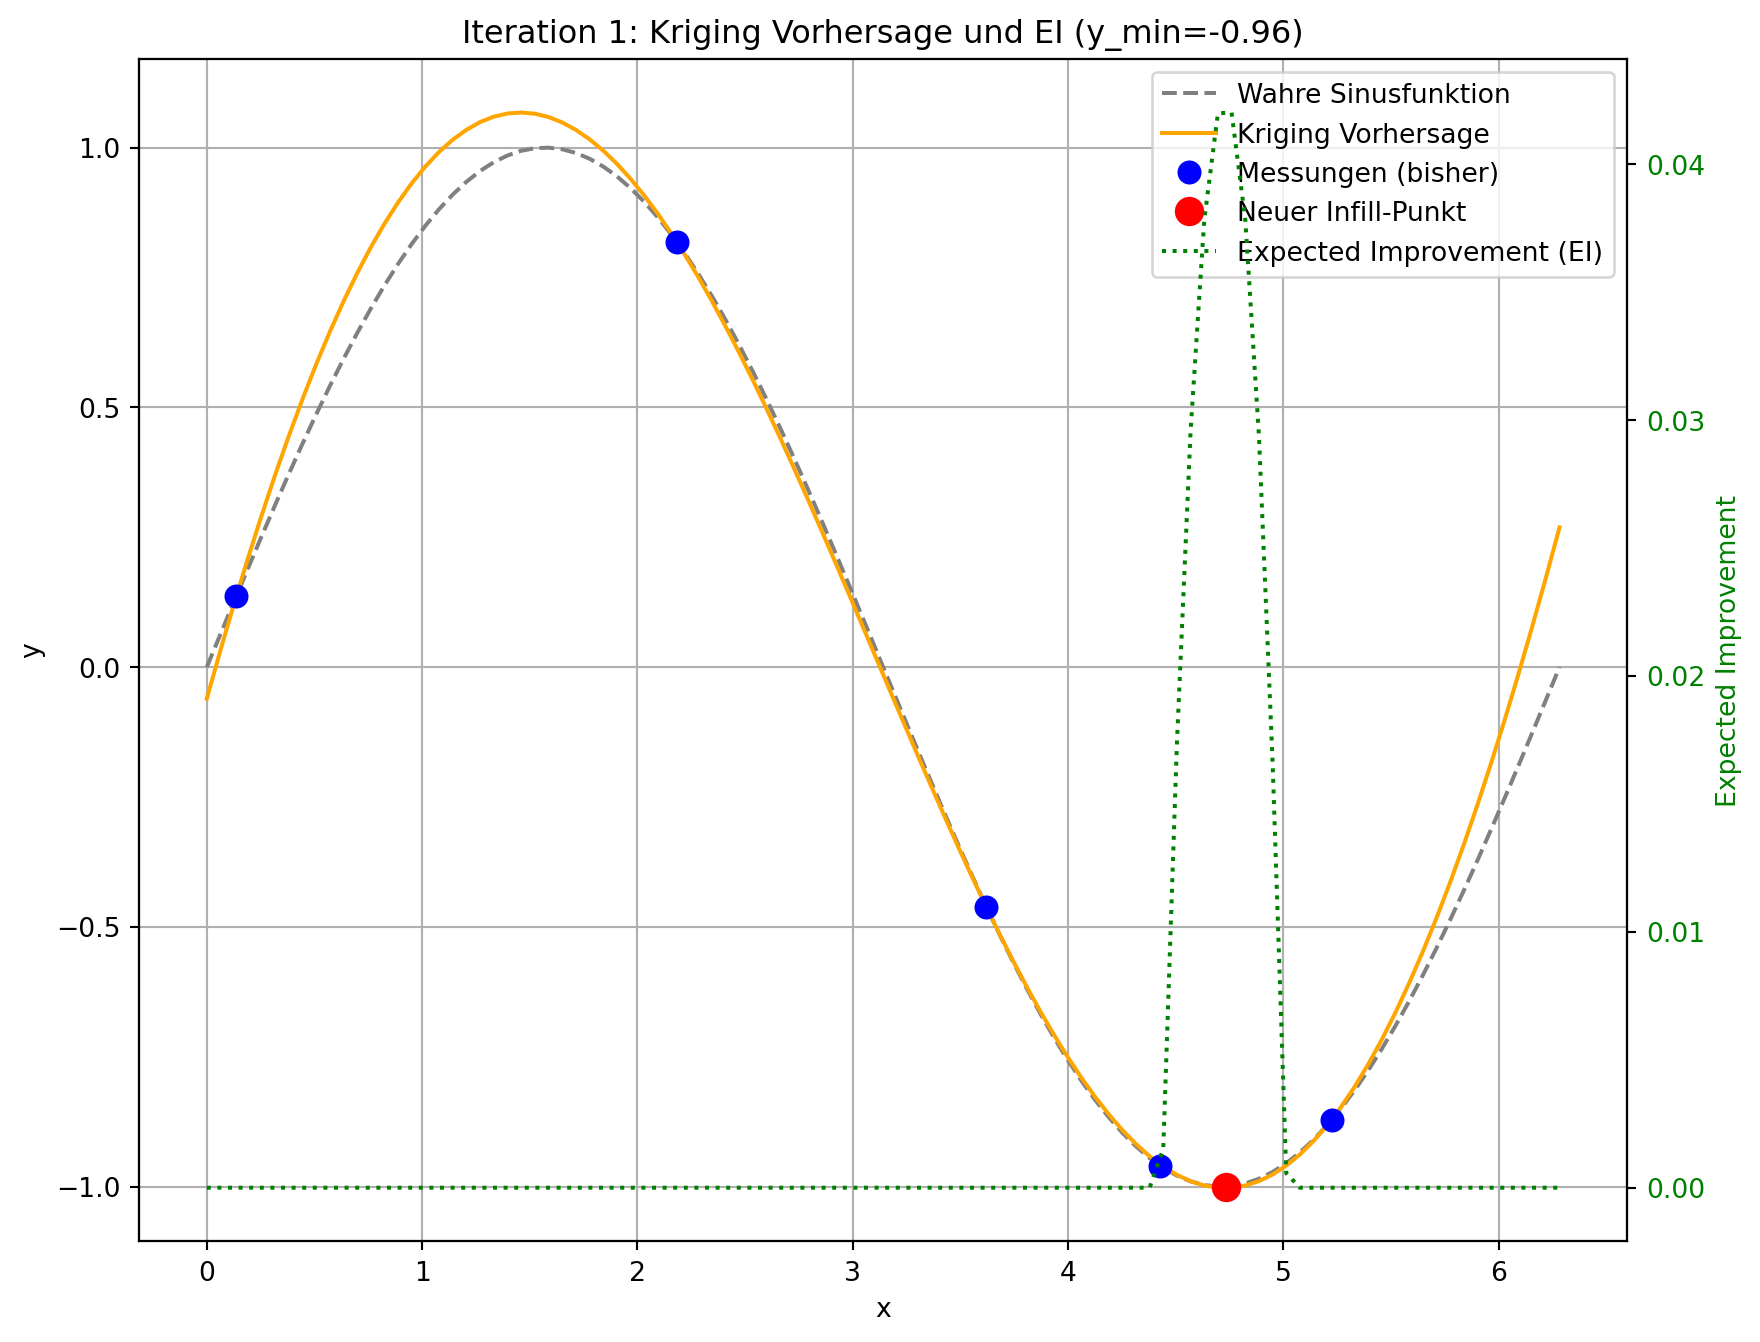 Iteration 1: Kriging Vorhersage und EI (y_min=-0.96)
Wahre Sinusfunktion
Kriging Vorhersage
Messungen (bisher)
Neuer Infill-Punkt
Expected Improvement (EI)
y
1.0
0.5
0.0
−0.5
−1.0
0.04
0.03
0.02
0.01
0.00
Expected Improvement
0 1 2 3 4 5 6
x